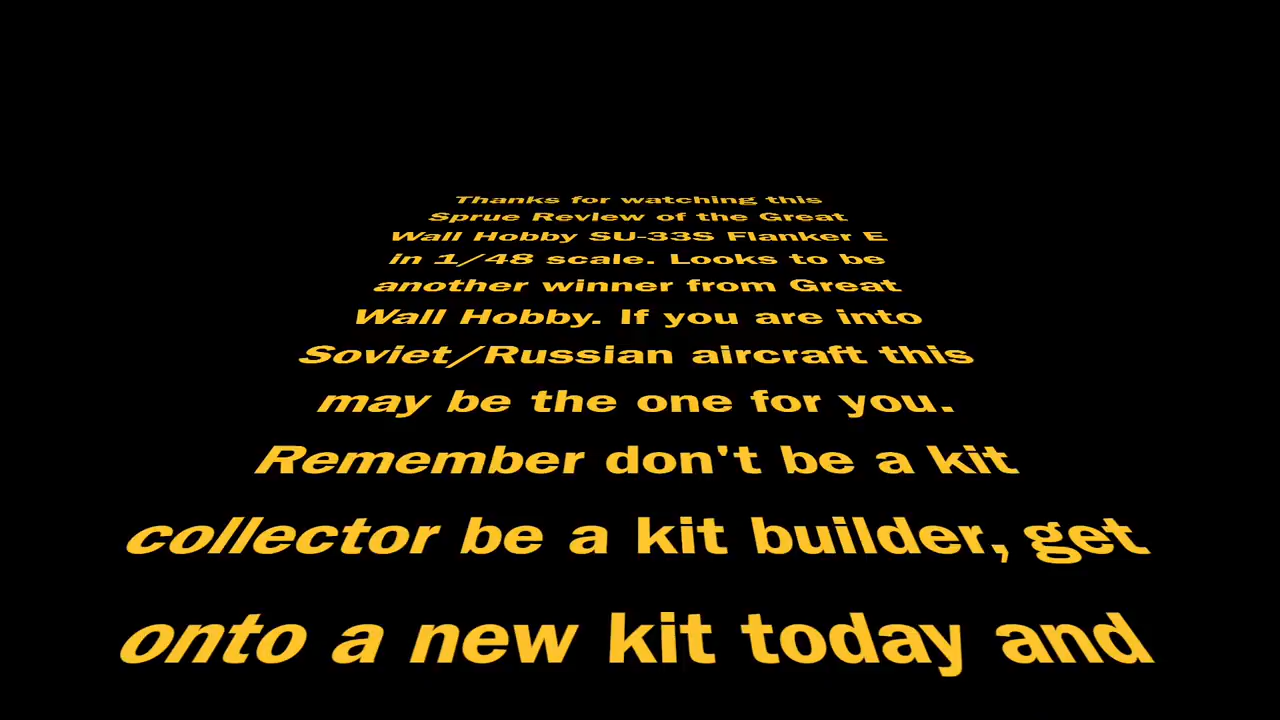 Thanks for watching this
Sprue Review of the Great
Wall Hobby SU-33S Flanker E
in 1/48 scale. Looks to be
another winner from Great
Wall Hobby. If you are into
Soviet/Russian aircraft this
may be the one for you.
Remember don't be a kit
collector be a kit builder, get
onto a new kit today and